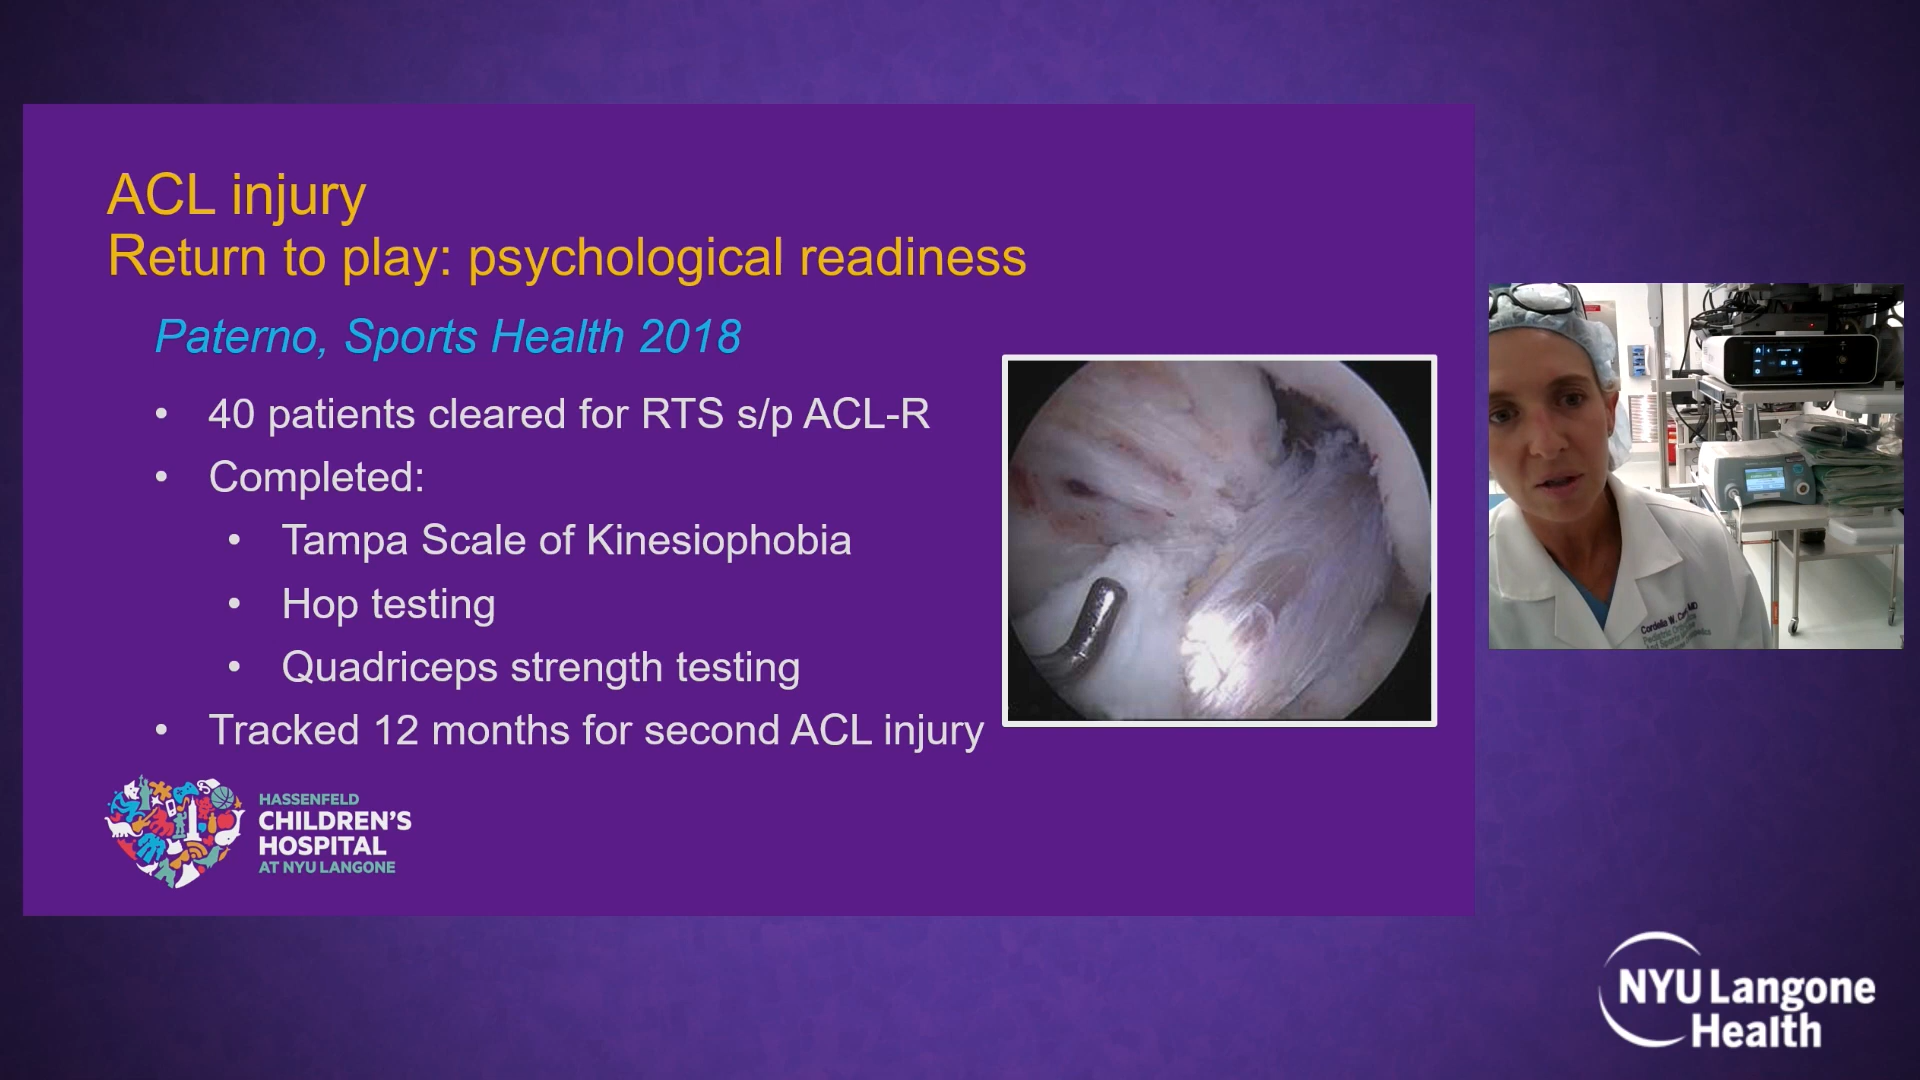 ACL injury
Return to play: psychological readiness
Paterno, Sports Health 2018
• 40 patients cleared for RTS s/p ACL-R
• Completed:
• Tampa Scale of Kinesiophobia
• Hop testing
• Quadriceps strength testing
• Tracked 12 months for second ACL injury
HASSENFELD
CHILDREN'S
HOSPITAL
AT NYU LANGONE
Cordelia W.
Pediatric
NYU Langone
Health